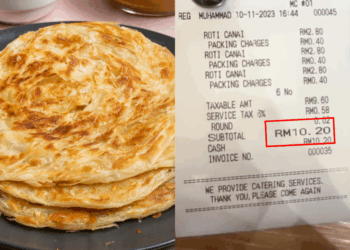 MC #01
REG MUHAMMAD 10-11-2023 16:44 000045
ROTI CANAI RM2.80
PACKING CHARGES RM0.40
ROTI CANAI RM2.80
PACKING CHARGES RM0.40
ROTI CANAI RM2.80
PACKING CHARGES RM0.40
6 No
TAXABLE AMT RM9.60
SERVICE TAX 6% RM0.58
ROUND 0.02
SUBTOTAL RM10.20
CASH RM10.20
INVOICE NO. 000035
WE PROVIDE CATERING SERVICES.
THANK YOU, PLEASE COME AGAIN